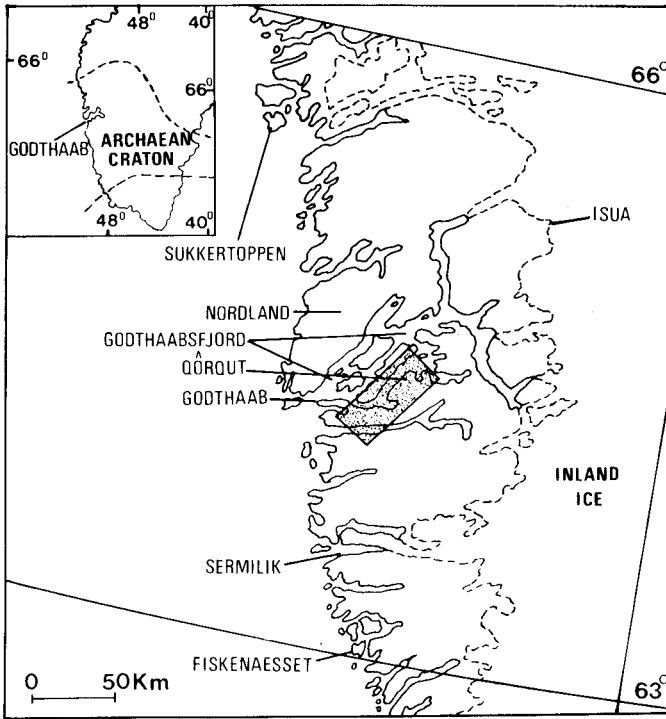 48° 40°
66°
66°
GODTHAAB
ARCHAEAN
CRATON
48°
40°
66°
ISUA
SUKKERTOPPEN
NORDLAND
GODTHAABSFJORD
QÔRQUT
GODTHAAB
INLAND
ICE
SERMILIK
FISKENAESSET
0 50Km
63°